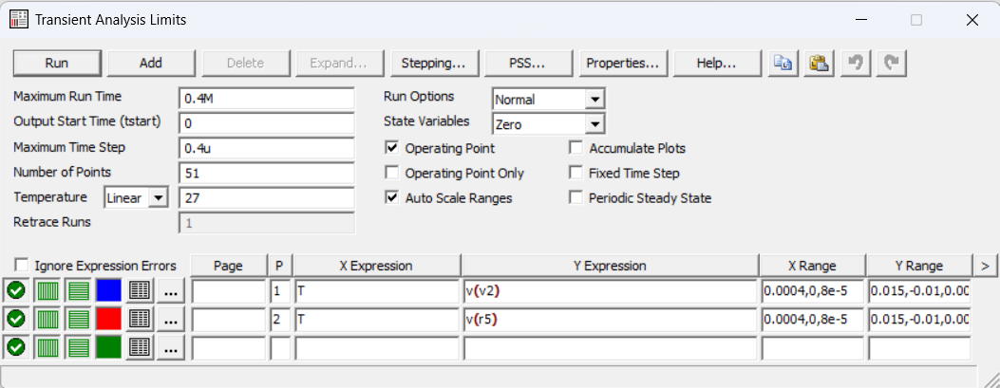 Transient Analysis Limits
Run Add Delete Expand... Stepping... PSS... Properties... Help...
Maximum Run Time 0.4M Run Options Normal
Output Start Time (tstart) 0 State Variables Zero
Maximum Time Step 0.4u Operating Point Accumulate Plots
Number of Points 51 Operating Point Only Fixed Time Step
Temperature Linear 27 Auto Scale Ranges Periodic Steady State
Retrace Runs 1
Ignore Expression Errors Page P X Expression Y Expression X Range Y Range >
... 1 T v(v2) 0.0004,0,8e-5 0.015,-0.01,0.00
... 2 T v(r5) 0.0004,0,8e-5 0.015,-0.01,0.00
...